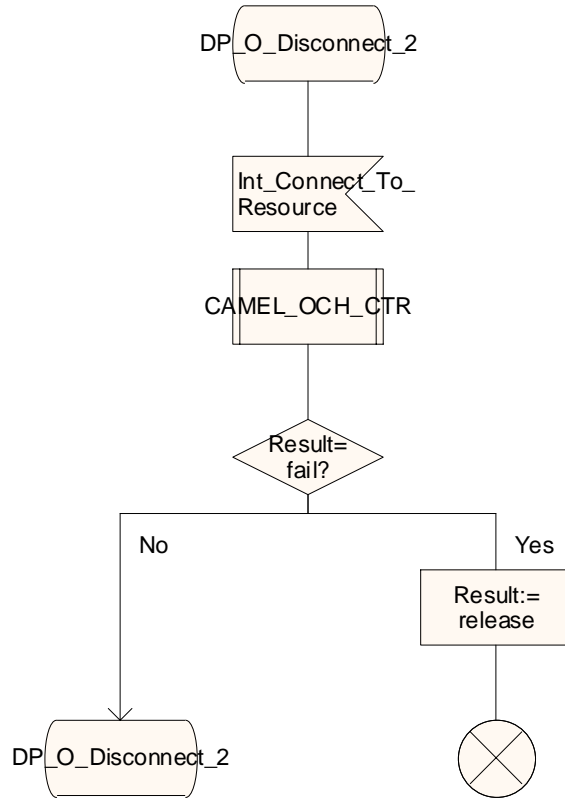 DP_O_Disconnect_2
Int_Connect_To_
Resource
CAMEL_OCH_CTR
Result=
fail?
No
Yes
Result:=
release
DP_O_Disconnect_2